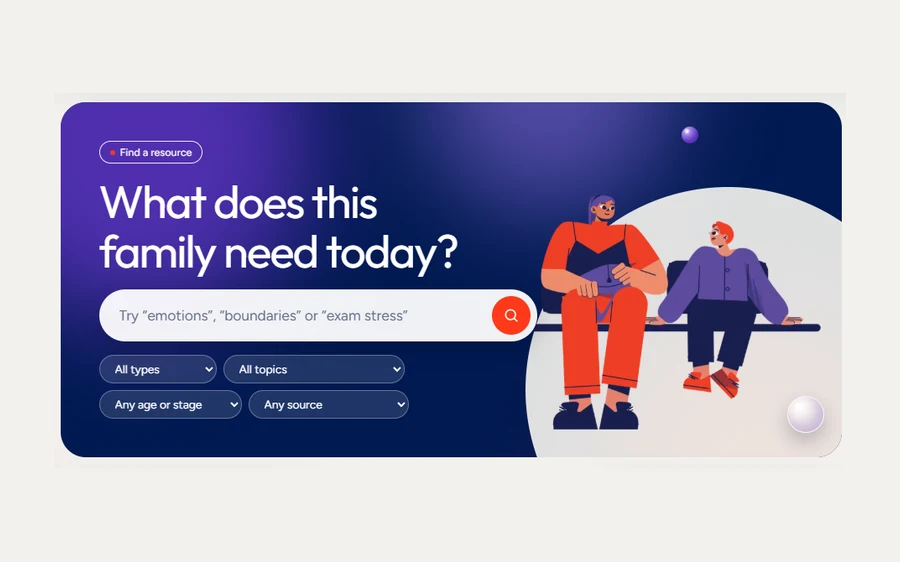 Find a resource
What does this
family need today?
Try “emotions”, “boundaries” or “exam stress”
All types
All topics
Any age or stage
Any source